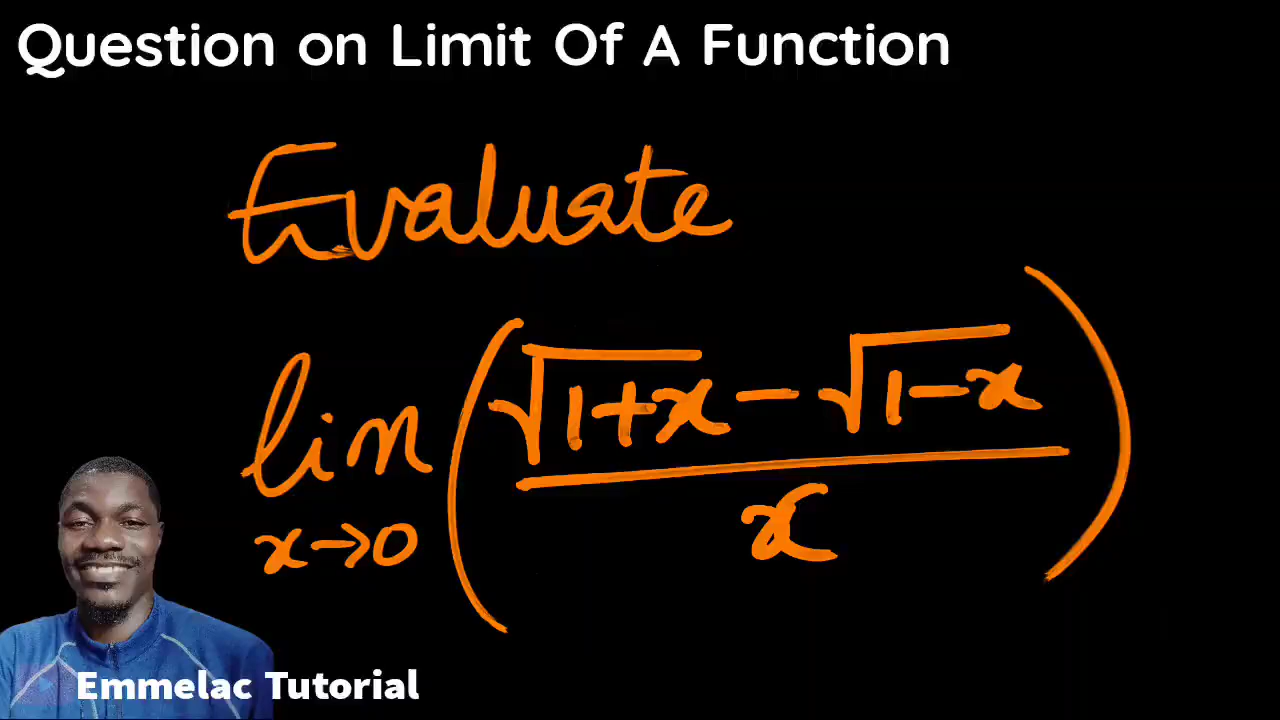 Question on Limit Of A Function
Evaluate
lim x→0 (√(1+x) − √(1−x) / x)
Emmelac Tutorial